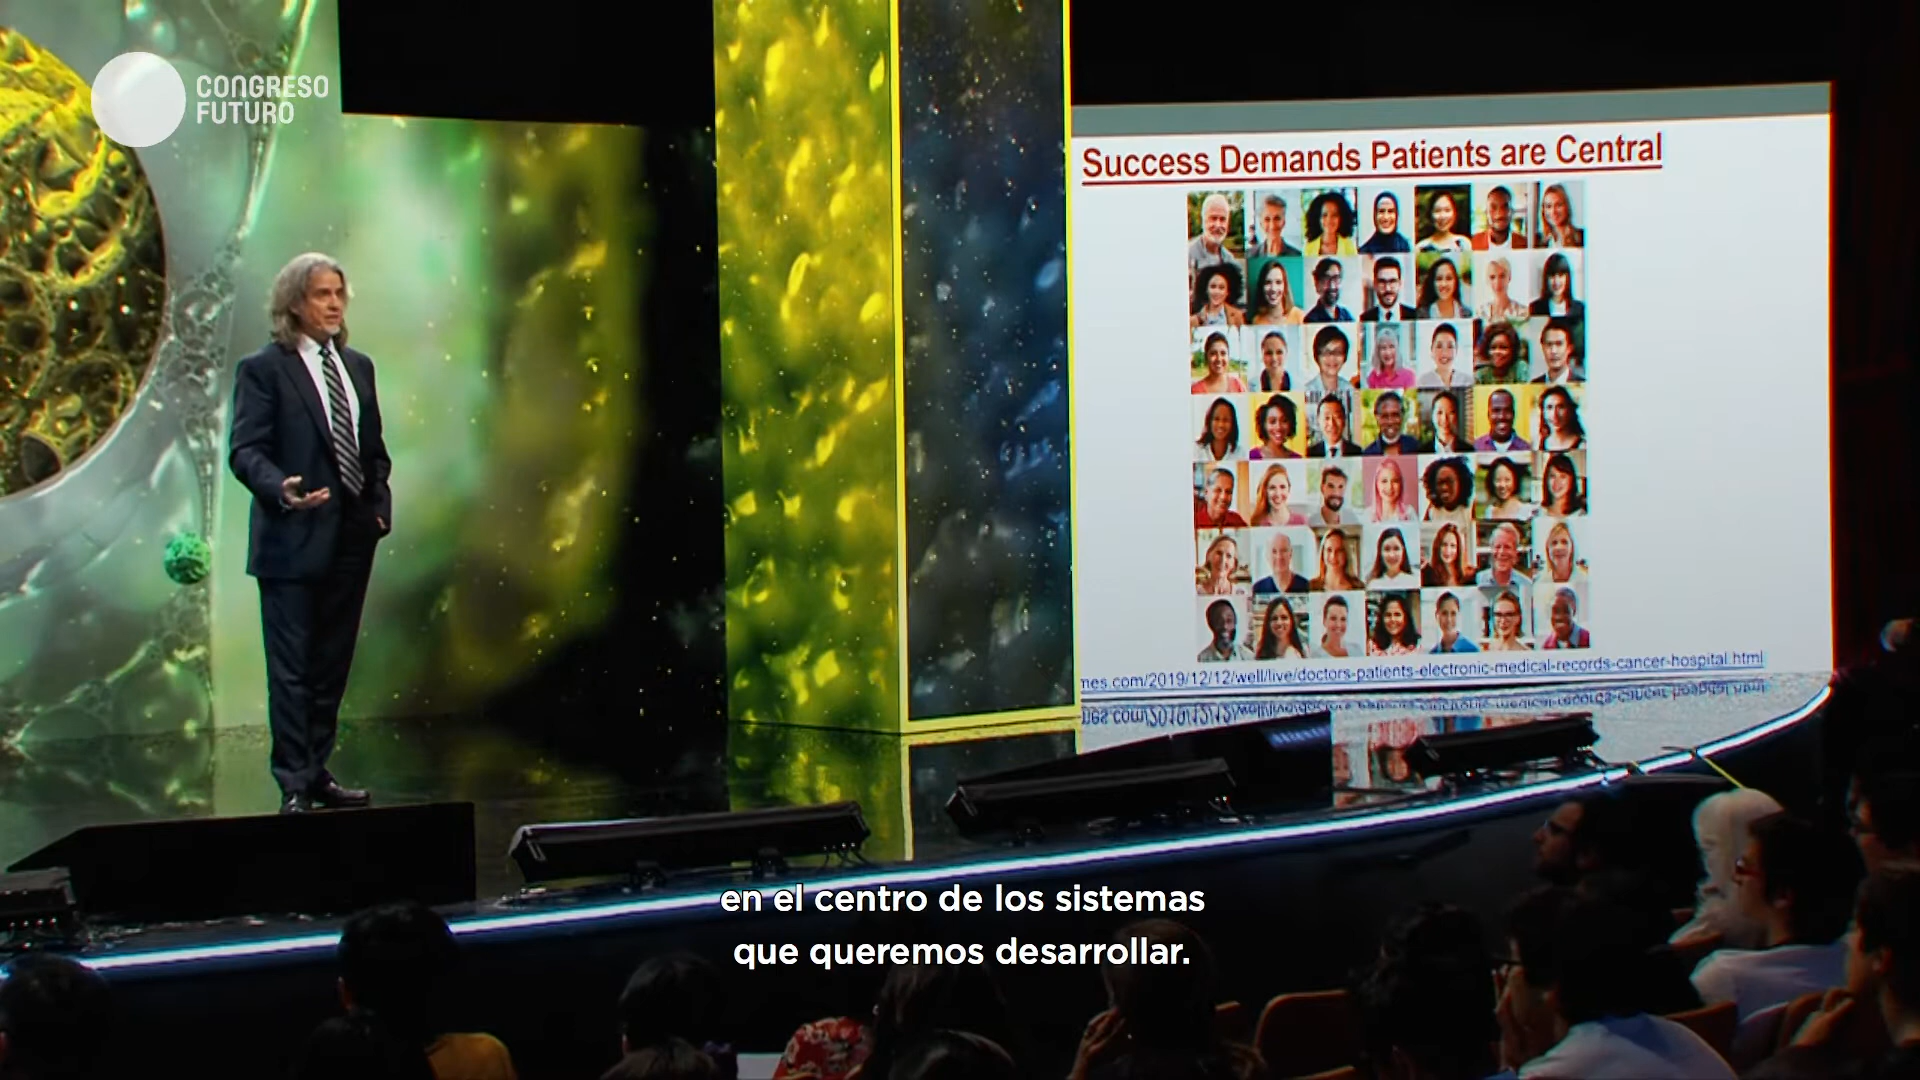 CONGRESO
FUTURO
Success Demands Patients are Central
mes.com/2019/12/12/well/live/doctors-patients-electronic-medical-records-cancer-hospital.html
en el centro de los sistemas
que queremos desarrollar.